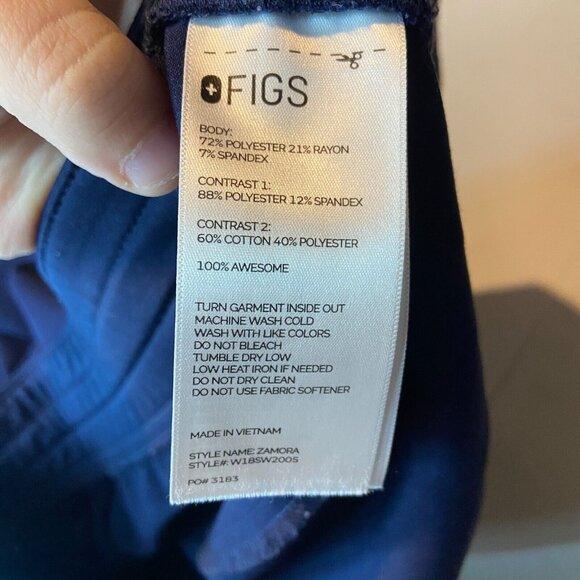 FIGS
BODY:
72% POLYESTER 21% RAYON
7% SPANDEX
CONTRAST 1:
88% POLYESTER 12% SPANDEX
CONTRAST 2:
60% COTTON 40% POLYESTER
100% AWESOME
TURN GARMENT INSIDE OUT
MACHINE WASH COLD
WASH WITH LIKE COLORS
DO NOT BLEACH
TUMBLE DRY LOW
LOW HEAT IRON IF NEEDED
DO NOT DRY CLEAN
DO NOT USE FABRIC SOFTENER
MADE IN VIETNAM
STYLE NAME: ZAMORA
STYLE#: W18SW2005
PO# 3183